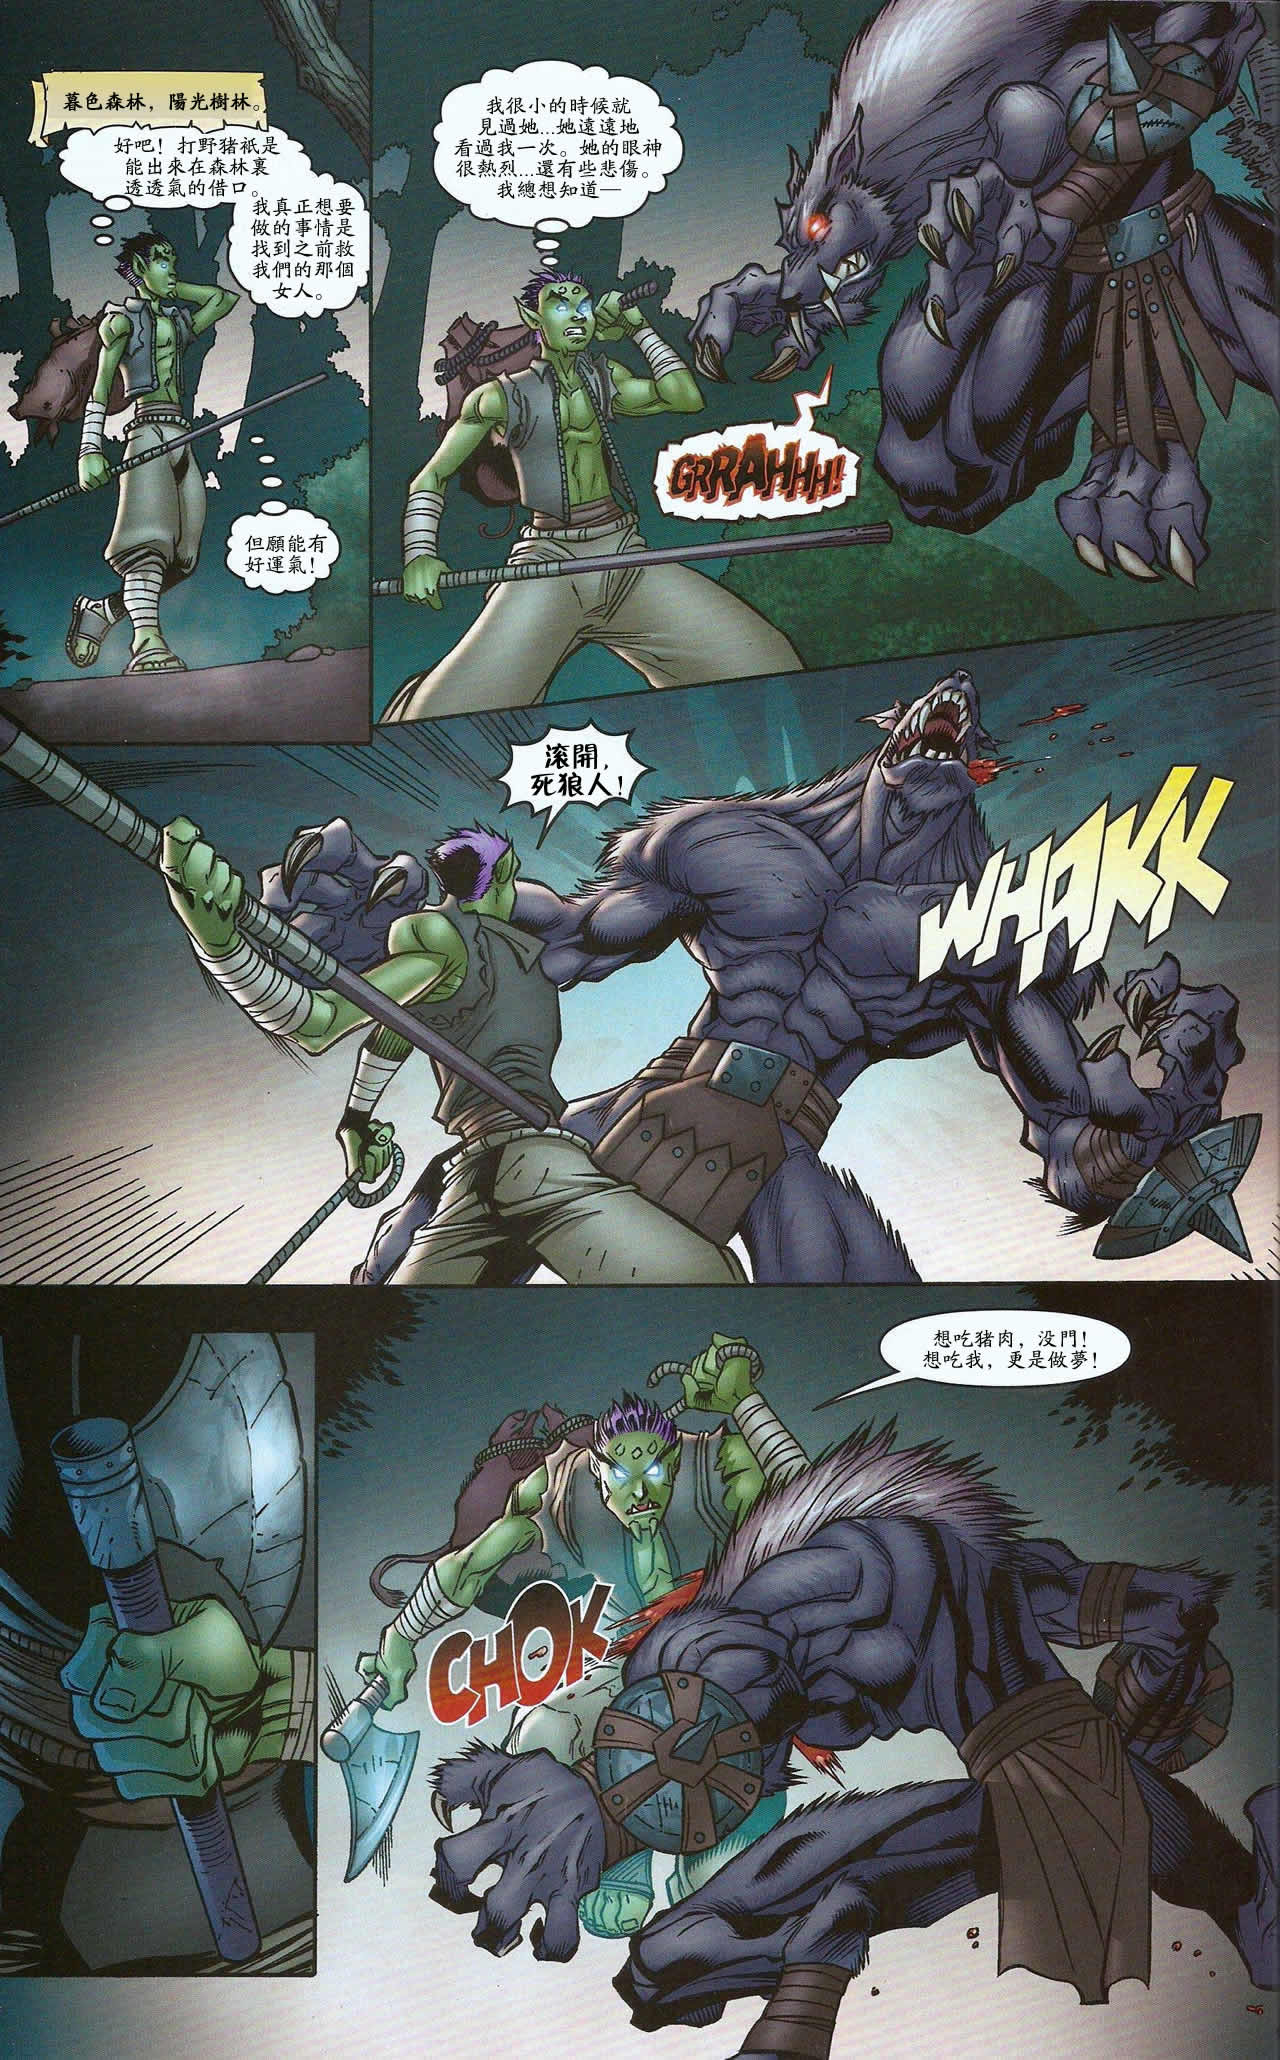 暮色森林，陽光樹林。
好吧！打野猪衹是
能出來在森林裏
透透氣的借口。
我真正想要
做的事情是
找到之前救
我們的那個
女人。
但願能有
好運氣！
我很小的時候就
見過她…她遠遠地
看過我一次。她的眼神
很熱烈…還有些悲傷。
我總想知道—
GRRAHHH!
滚開，
死狼人！
WHAKK
想吃猪肉，没門！
想吃我，更是做夢！
CHOK